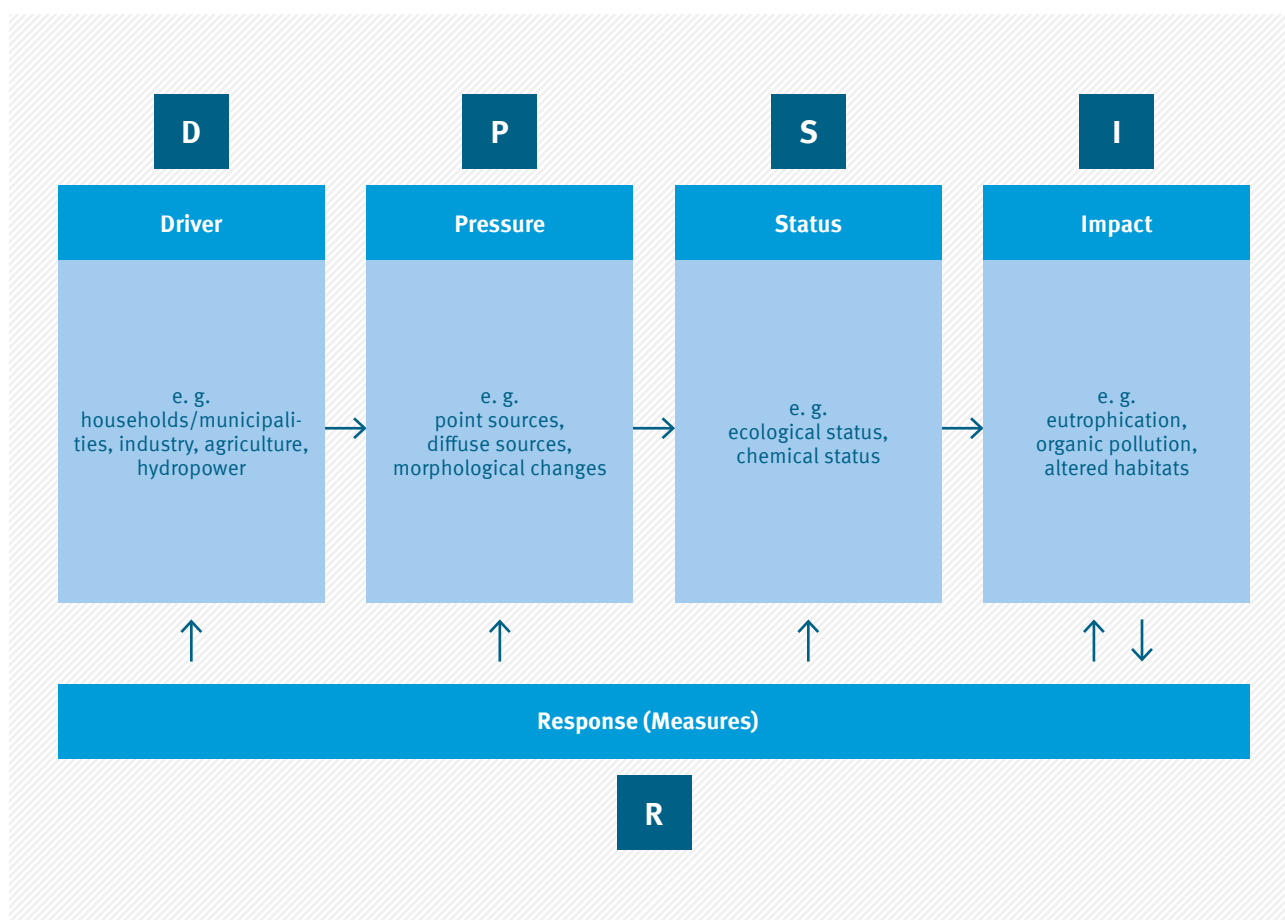 D
P
S
I
Driver
Pressure
Status
Impact
e. g.
households/municipali-
ties, industry, agriculture,
hydropower
e. g.
point sources,
diffuse sources,
morphological changes
e. g.
ecological status,
chemical status
e. g.
eutrophication,
organic pollution,
altered habitats
Response (Measures)
R